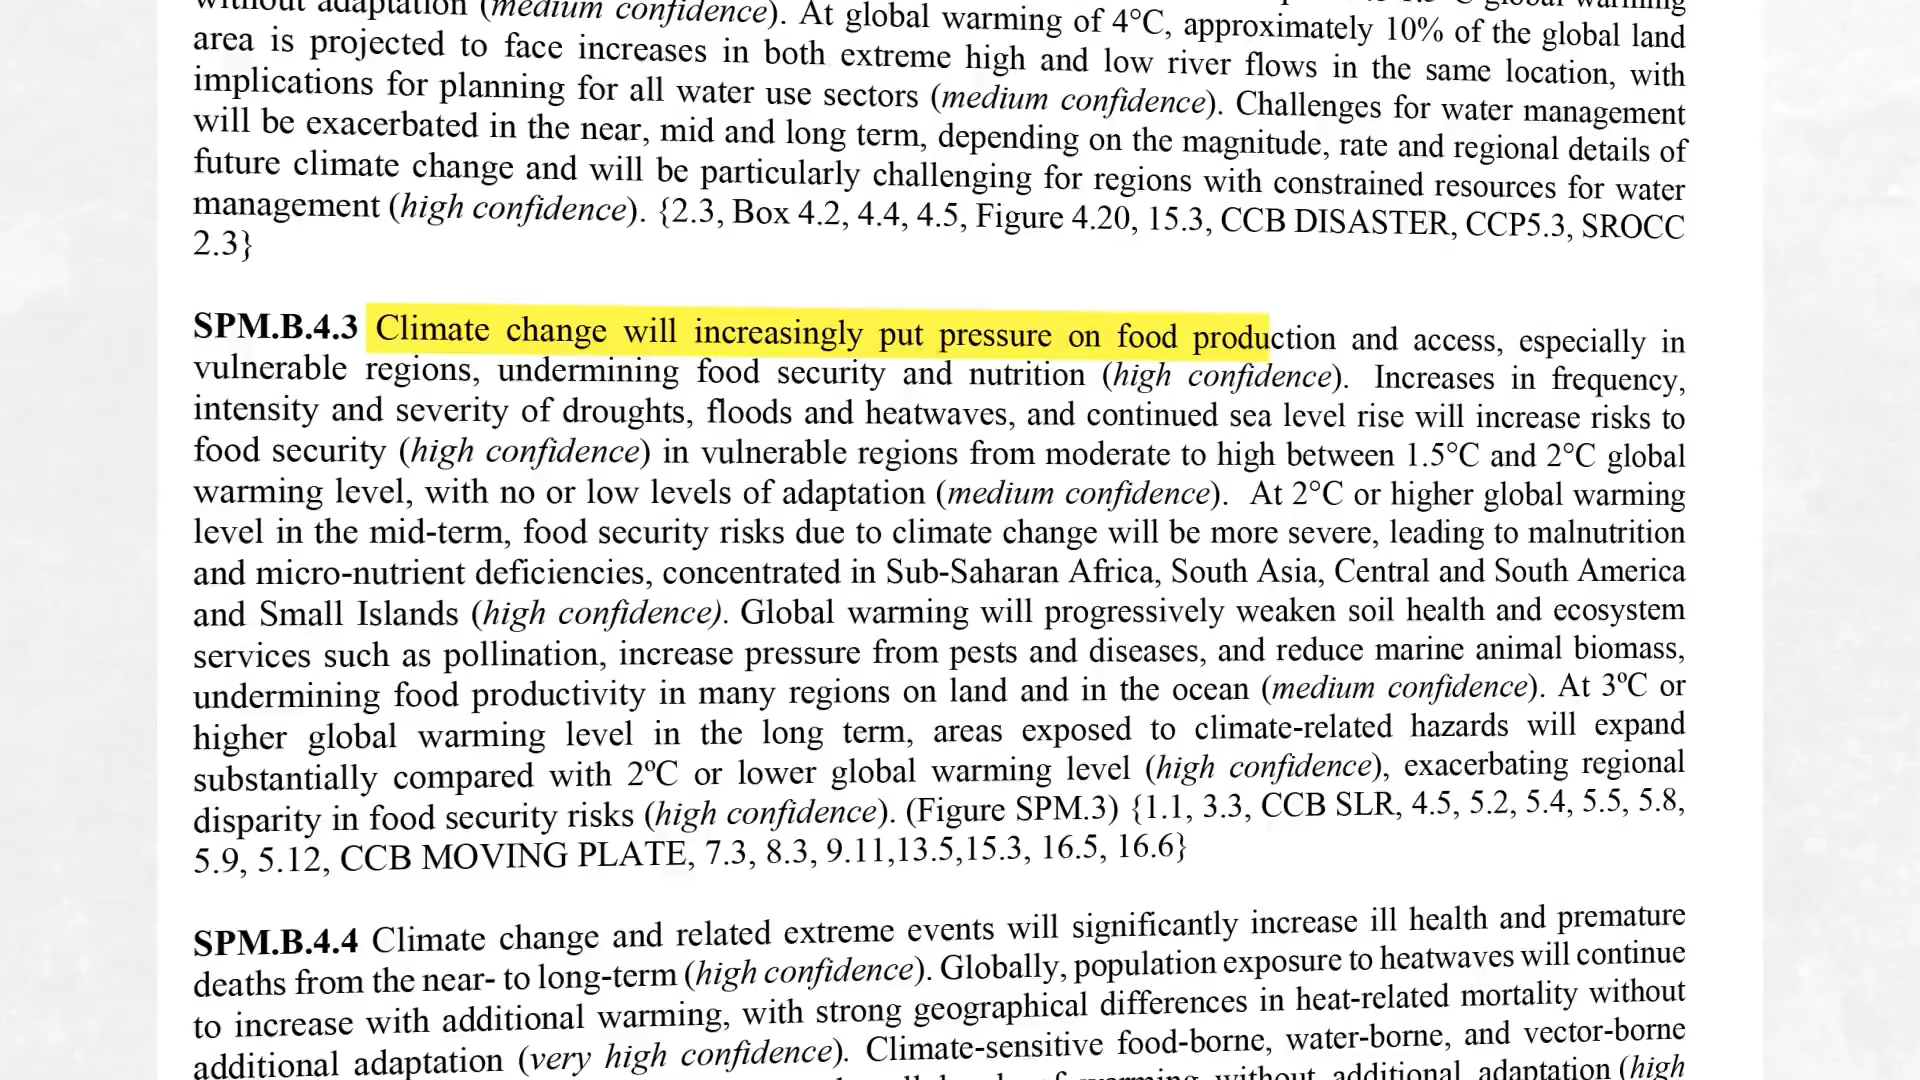 without adaptation (medium confidence). At global warming of 4°C, approximately 10% of the global land
area is projected to face increases in both extreme high and low river flows in the same location, with
implications for planning for all water use sectors (medium confidence). Challenges for water management
will be exacerbated in the near, mid and long term, depending on the magnitude, rate and regional details of
future climate change and will be particularly challenging for regions with constrained resources for water
management (high confidence). {2.3, Box 4.2, 4.4, 4.5, Figure 4.20, 15.3, CCB DISASTER, CCP5.3, SROCC
2.3}
SPM.B.4.3 Climate change will increasingly put pressure on food production and access, especially in
vulnerable regions, undermining food security and nutrition (high confidence). Increases in frequency,
intensity and severity of droughts, floods and heatwaves, and continued sea level rise will increase risks to
food security (high confidence) in vulnerable regions from moderate to high between 1.5°C and 2°C global
warming level, with no or low levels of adaptation (medium confidence). At 2°C or higher global warming
level in the mid-term, food security risks due to climate change will be more severe, leading to malnutrition
and micro-nutrient deficiencies, concentrated in Sub-Saharan Africa, South Asia, Central and South America
and Small Islands (high confidence). Global warming will progressively weaken soil health and ecosystem
services such as pollination, increase pressure from pests and diseases, and reduce marine animal biomass,
undermining food productivity in many regions on land and in the ocean (medium confidence). At 3ºC or
higher global warming level in the long term, areas exposed to climate-related hazards will expand
substantially compared with 2ºC or lower global warming level (high confidence), exacerbating regional
disparity in food security risks (high confidence). (Figure SPM.3) {1.1, 3.3, CCB SLR, 4.5, 5.2, 5.4, 5.5, 5.8,
5.9, 5.12, CCB MOVING PLATE, 7.3, 8.3, 9.11,13.5,15.3, 16.5, 16.6}
SPM.B.4.4 Climate change and related extreme events will significantly increase ill health and premature
deaths from the near- to long-term (high confidence). Globally, population exposure to heatwaves will continue
to increase with additional warming, with strong geographical differences in heat-related mortality without
additional adaptation (very high confidence). Climate-sensitive food-borne, water-borne, and vector-borne
warming without additional adaptation (high